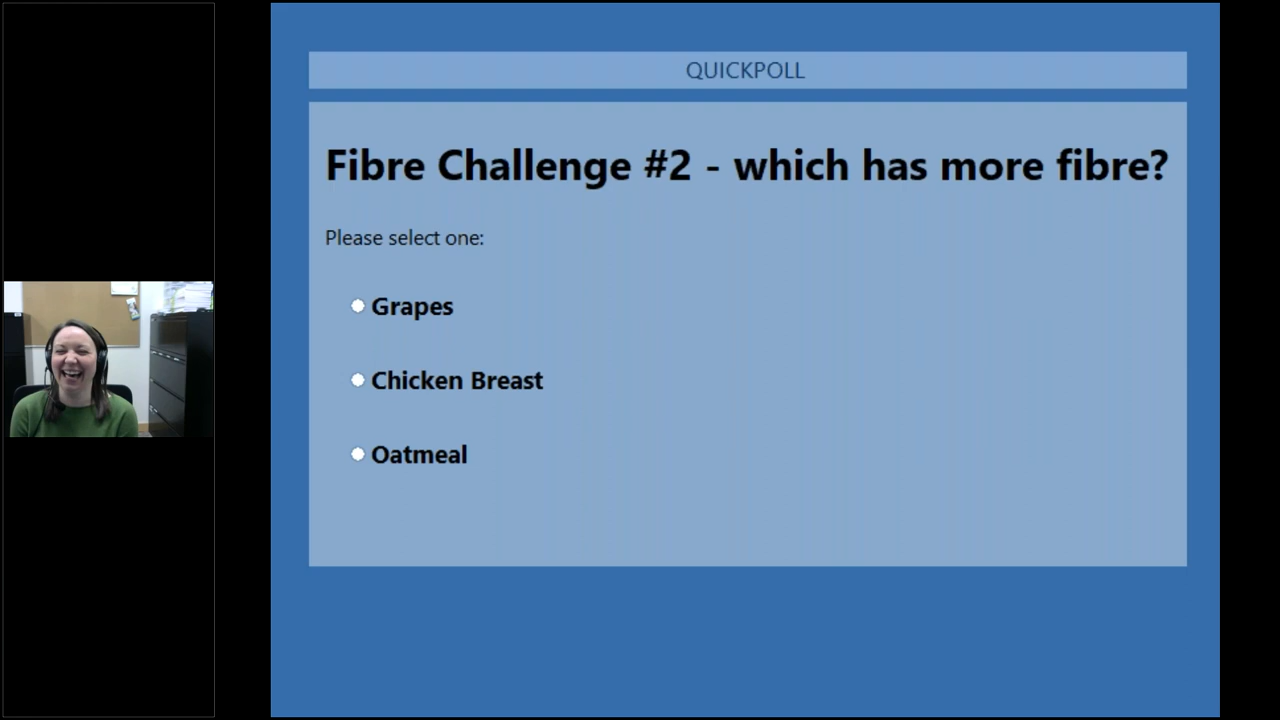 QUICKPOLL
Fibre Challenge #2 - which has more fibre?
Please select one:
Grapes
Chicken Breast
Oatmeal